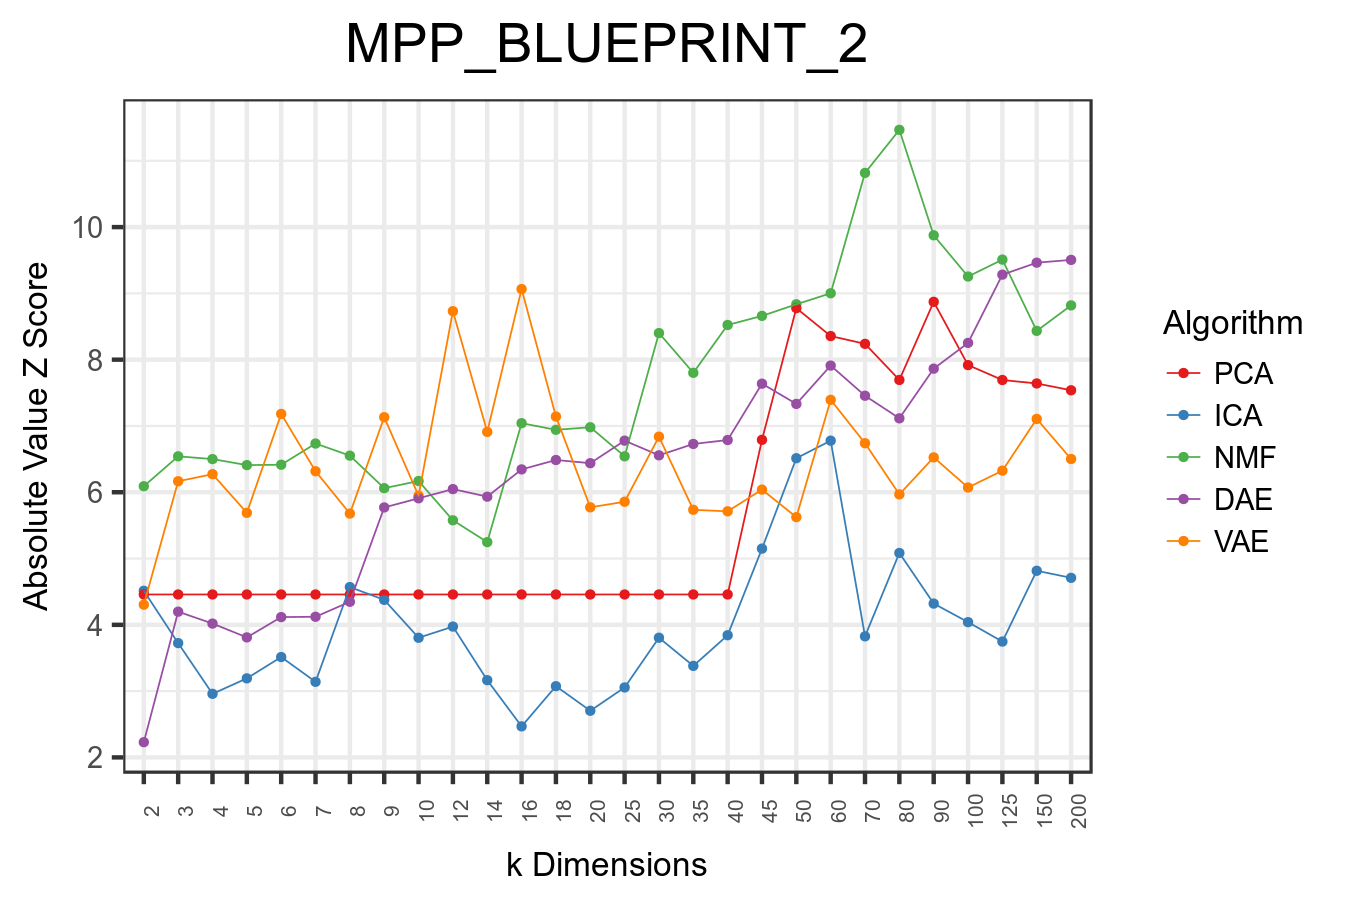 MPP_BLUEPRINT_2
Absolute Value Z Score
10
8
6
4
2
2 3 4 5 6 7 8 9 10 12 14 16 18 20 25 30 35 40 45 50 60 70 80 90 100 125 150 200
k Dimensions
Algorithm
PCA
ICA
NMF
DAE
VAE